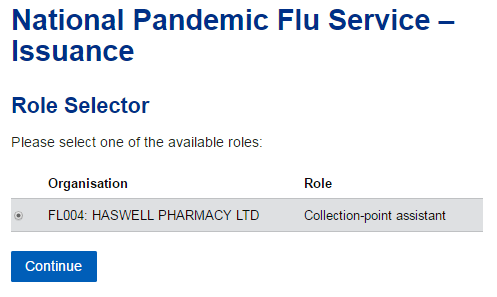 National Pandemic Flu Service –
Issuance
Role Selector
Please select one of the available roles:
Organisation Role
FL004: HASWELL PHARMACY LTD Collection-point assistant
Continue